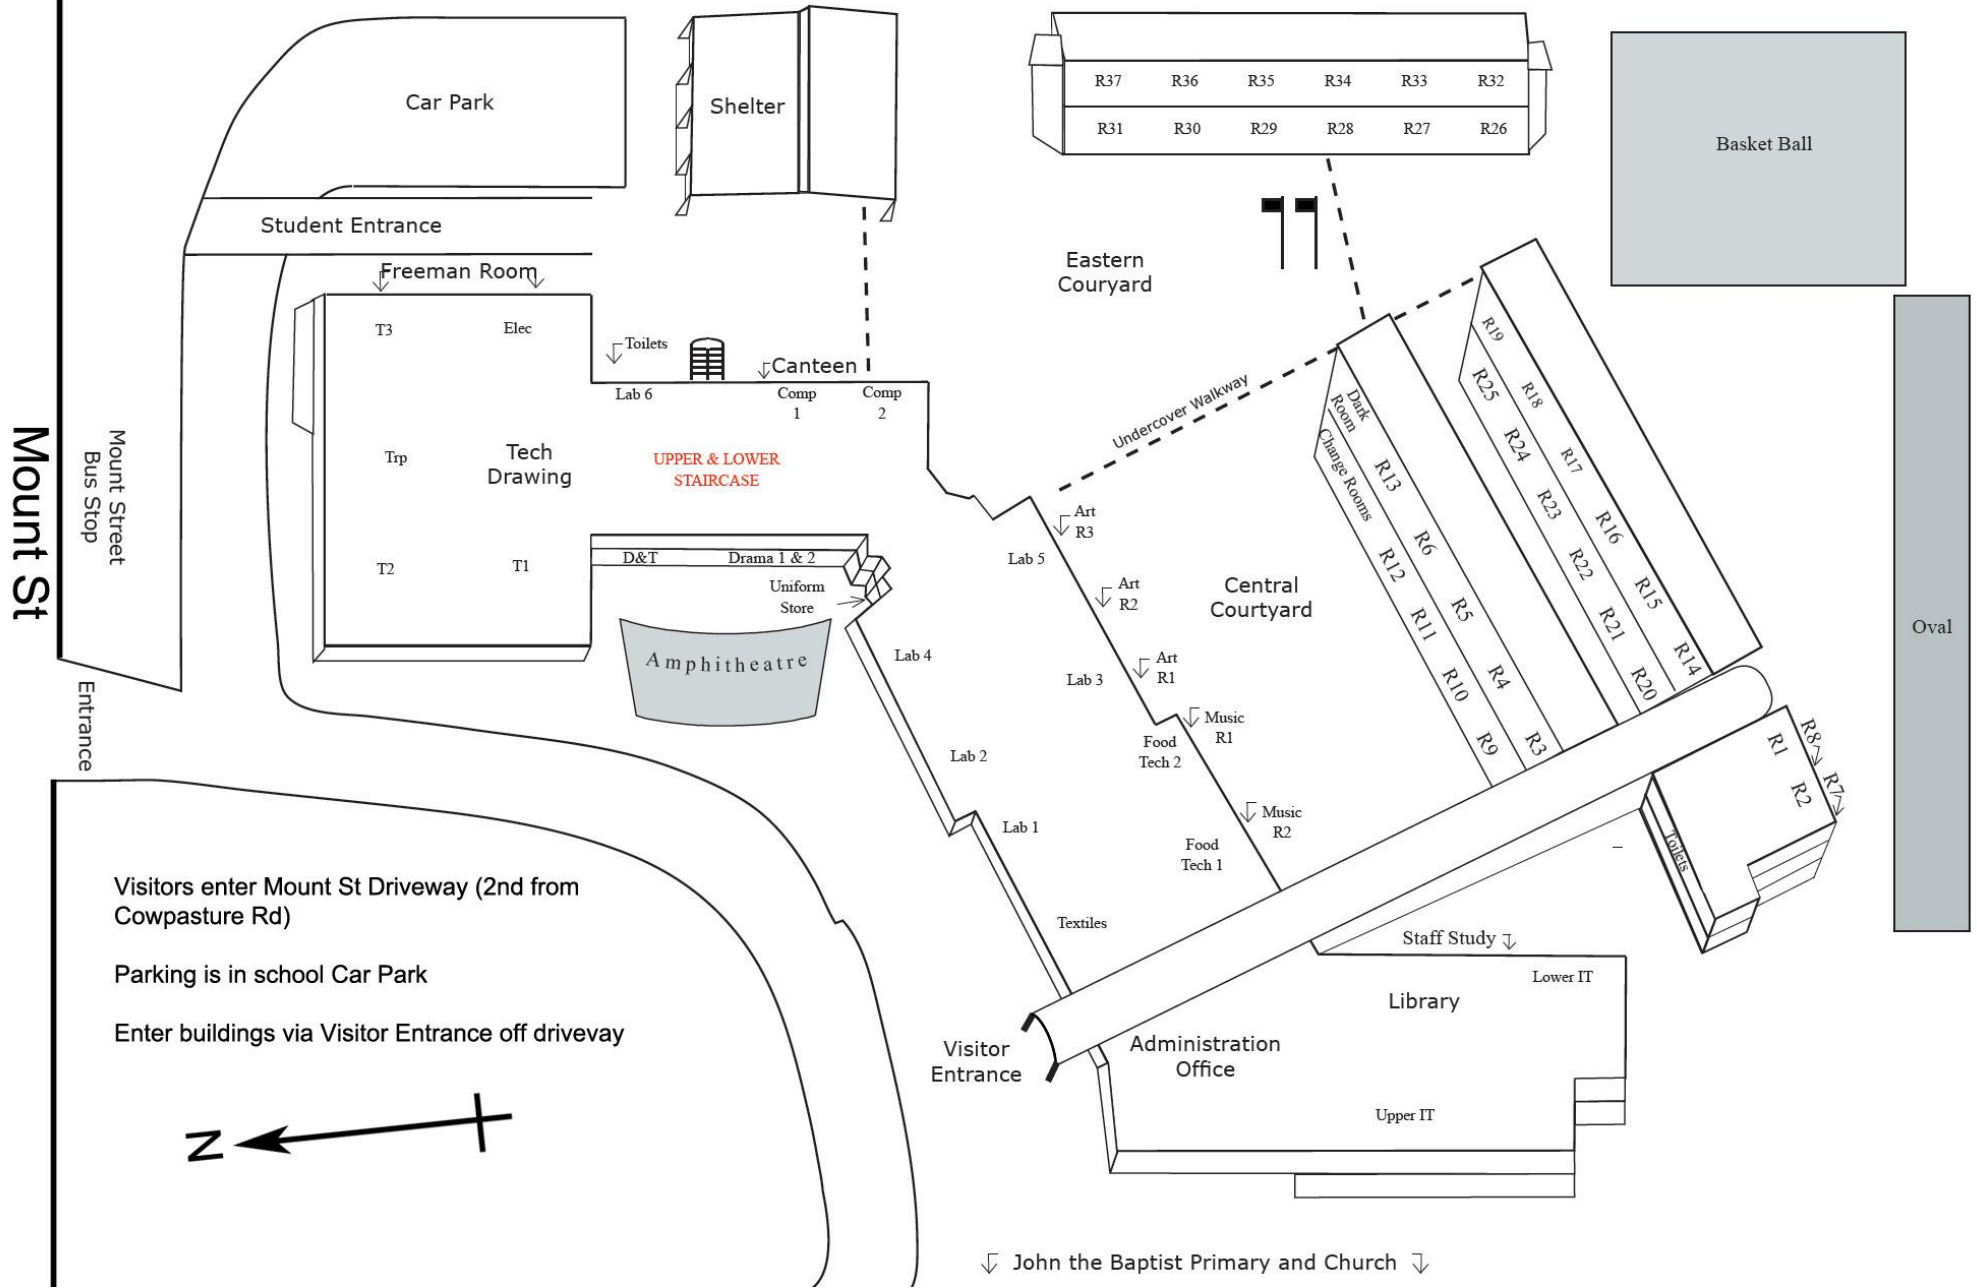 Car Park
Shelter
R37 R36 R35 R34 R33 R32
R31 R30 R29 R28 R27 R26
Basket Ball
Student Entrance
Freeman Room
Eastern
Couryard
T3
Elec
Toilets
Canteen
Lab 6
Comp
1
Comp
2
Undercover Walkway
Mount St
Mount Street
Bus Stop
Trp
Tech
Drawing
UPPER & LOWER
STAIRCASE
T2
T1
D&T
Drama 1 & 2
Uniform
Store
Amphitheatre
Entrance
Lab 5
Lab 4
Lab 3
Lab 2
Lab 1
Art
R3
Art
R2
Art
R1
Music
R1
Food
Tech 2
Music
R2
Food
Tech 1
Textiles
Central
Courtyard
Dark
Room
R13
R6
R5
R4
R3
Change Rooms
R12
R11
R10
R9
R19
R18
R17
R16
R15
R14
R25
R24
R23
R22
R21
R20
Oval
R8
R7
R1
R2
Toilets
Visitors enter Mount St Driveway (2nd from
Cowpasture Rd)
Parking is in school Car Park
Enter buildings via Visitor Entrance off drivevay
N
Staff Study
Lower IT
Library
Visitor
Entrance
Administration
Office
Upper IT
John the Baptist Primary and Church